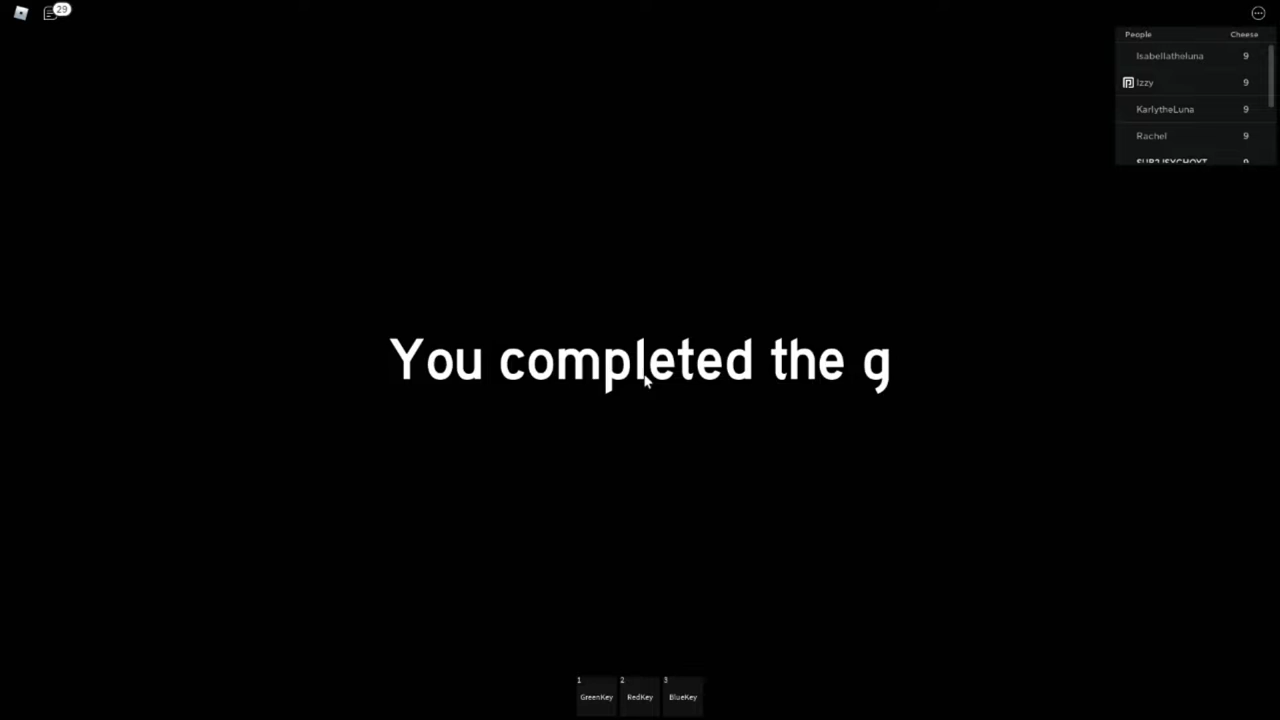 29
People Cheese
Isabellatheluna 9
Izzy 9
KarlytheLuna 9
Rachel 9
You completed the g
1 2 3
GreenKey RedKey BlueKey